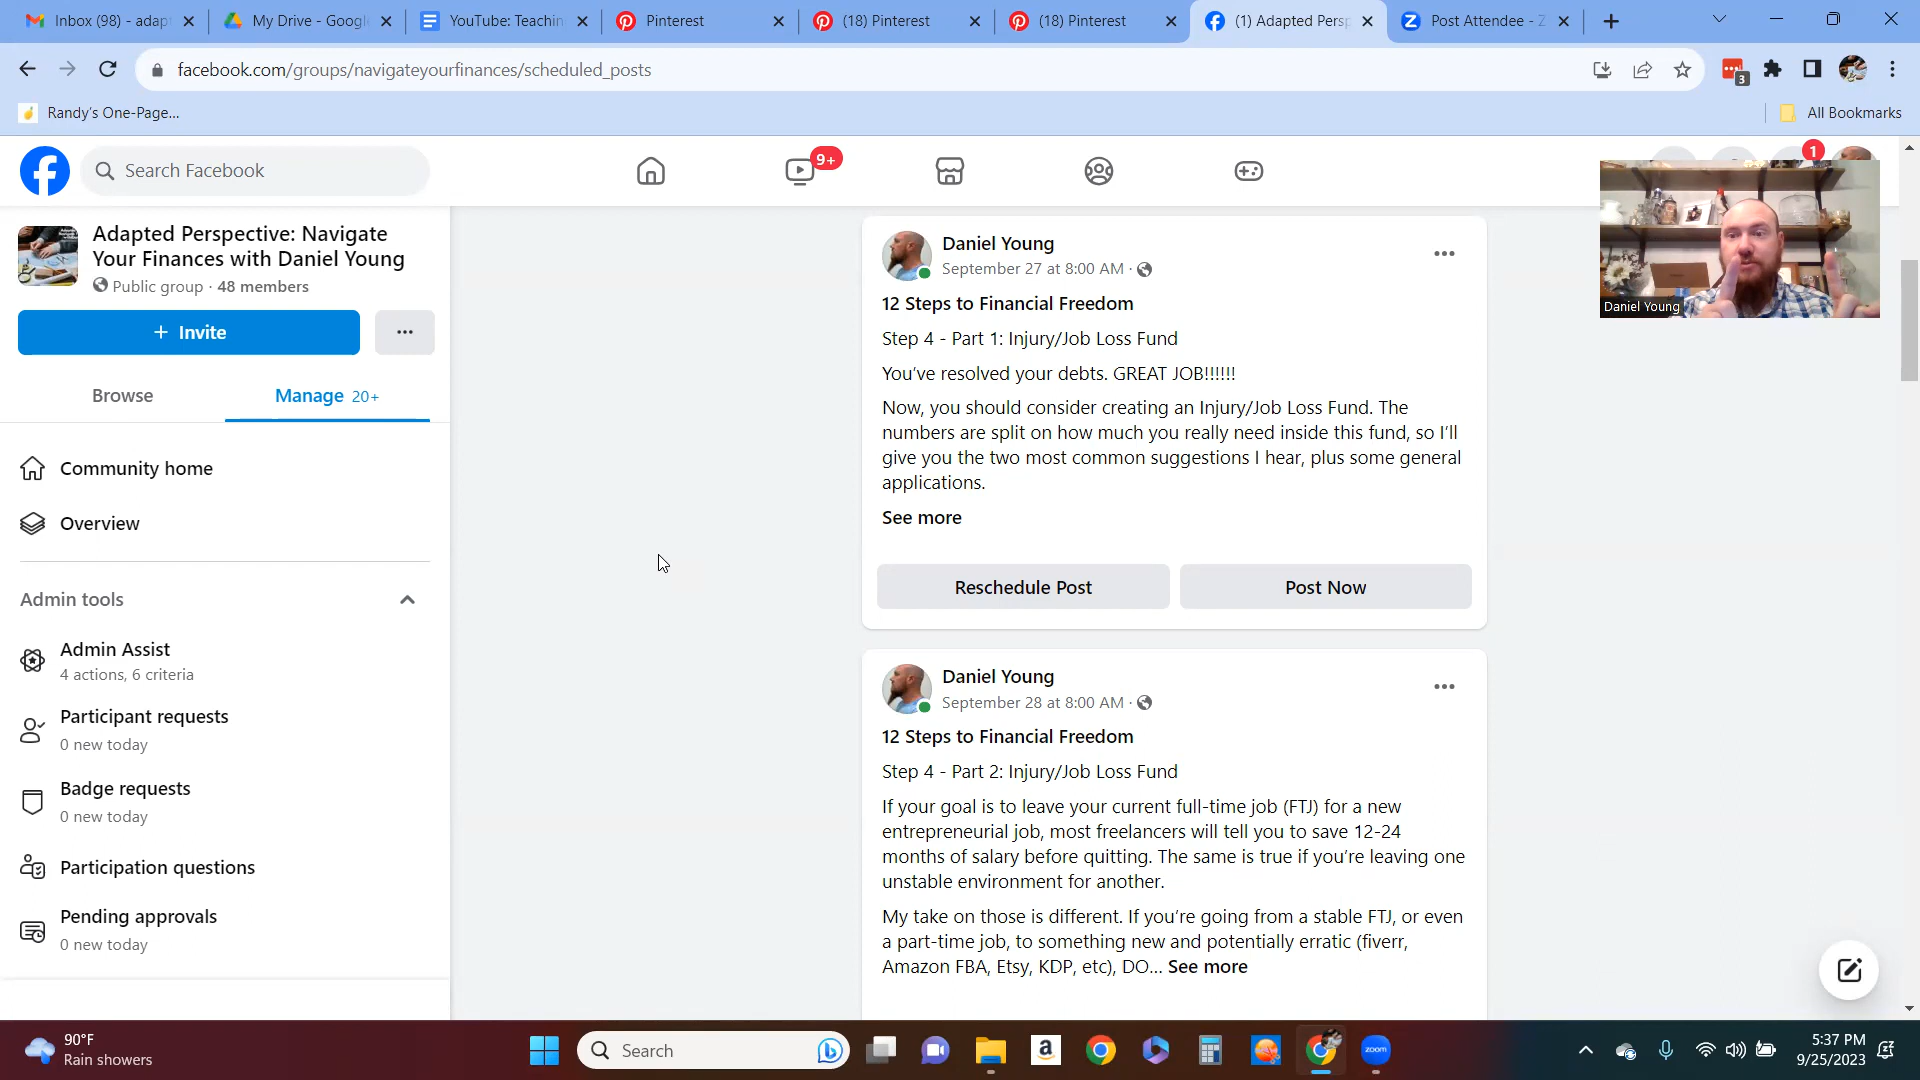 Inbox (98) - adapt
My Drive - Googl
YouTube: Teachin
Pinterest
(18) Pinterest
(18) Pinterest
(1) Adapted Persp
Post Attendee - Z
facebook.com/groups/navigateyourfinances/scheduled_posts
3
Randy's One-Page...
All Bookmarks
Search Facebook
9+
1
Adapted Perspective: Navigate
Your Finances with Daniel Young
Public group · 48 members
+ Invite
Browse
Manage 20+
Community home
Overview
Admin tools
Admin Assist
4 actions, 6 criteria
Participant requests
0 new today
Badge requests
0 new today
Participation questions
Pending approvals
0 new today
Daniel Young
September 27 at 8:00 AM ·
12 Steps to Financial Freedom
Step 4 - Part 1: Injury/Job Loss Fund
You've resolved your debts. GREAT JOB!!!!!!
Now, you should consider creating an Injury/Job Loss Fund. The
numbers are split on how much you really need inside this fund, so I'll
give you the two most common suggestions I hear, plus some general
applications.
See more
Reschedule Post
Post Now
Daniel Young
September 28 at 8:00 AM ·
12 Steps to Financial Freedom
Step 4 - Part 2: Injury/Job Loss Fund
If your goal is to leave your current full-time job (FTJ) for a new
entrepreneurial job, most freelancers will tell you to save 12-24
months of salary before quitting. The same is true if you're leaving one
unstable environment for another.
My take on those is different. If you're going from a stable FTJ, or even
a part-time job, to something new and potentially erratic (fiverr,
Amazon FBA, Etsy, KDP, etc), DO... See more
Daniel Young
90°F
Rain showers
Search
zoom
5:37 PM
9/25/2023